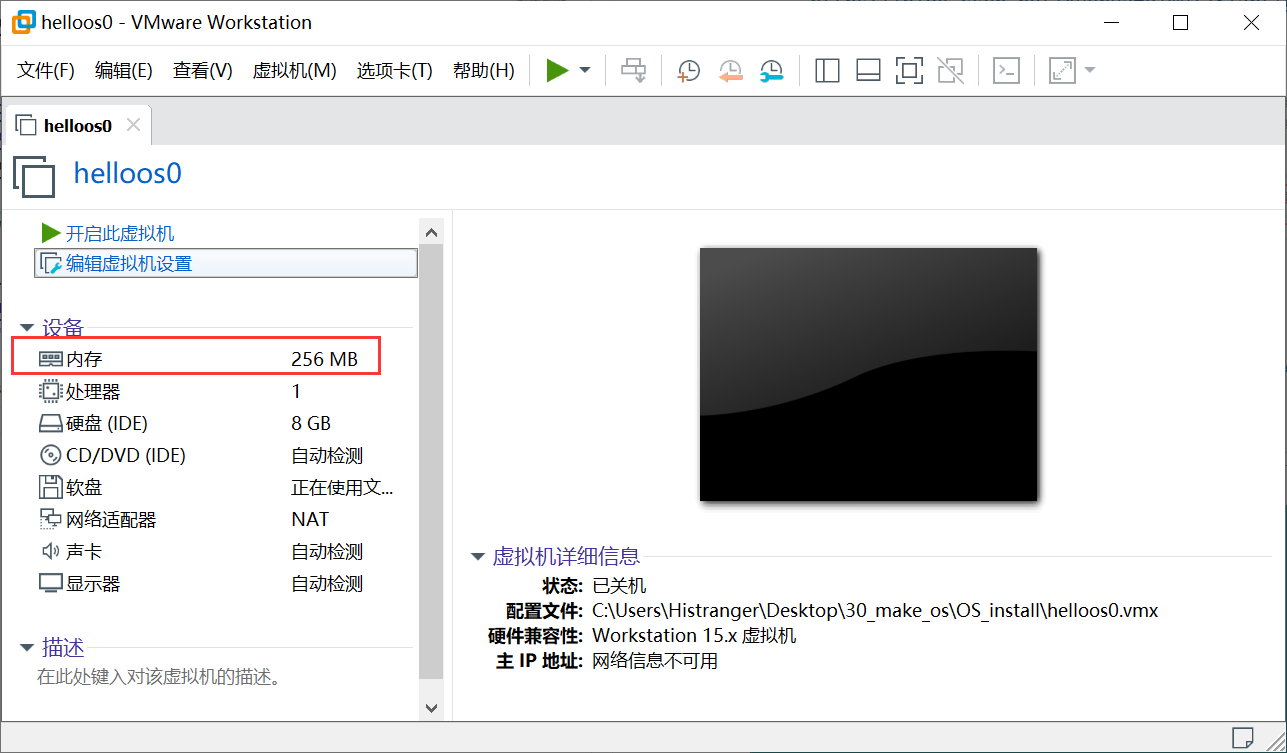 helloos0 - VMware Workstation
文件(F) 编辑(E) 查看(V) 虚拟机(M) 选项卡(T) 帮助(H)
helloos0
helloos0
开启此虚拟机
编辑虚拟机设置
设备
内存 256 MB
处理器 1
硬盘 (IDE) 8 GB
CD/DVD (IDE) 自动检测
软盘 正在使用文...
网络适配器 NAT
声卡 自动检测
显示器 自动检测
描述
在此处键入对该虚拟机的描述。
虚拟机详细信息
状态: 已关机
配置文件: C:\Users\Histranger\Desktop\30_make_os\OS_install\helloos0.vmx
硬件兼容性: Workstation 15.x 虚拟机
主 IP 地址: 网络信息不可用